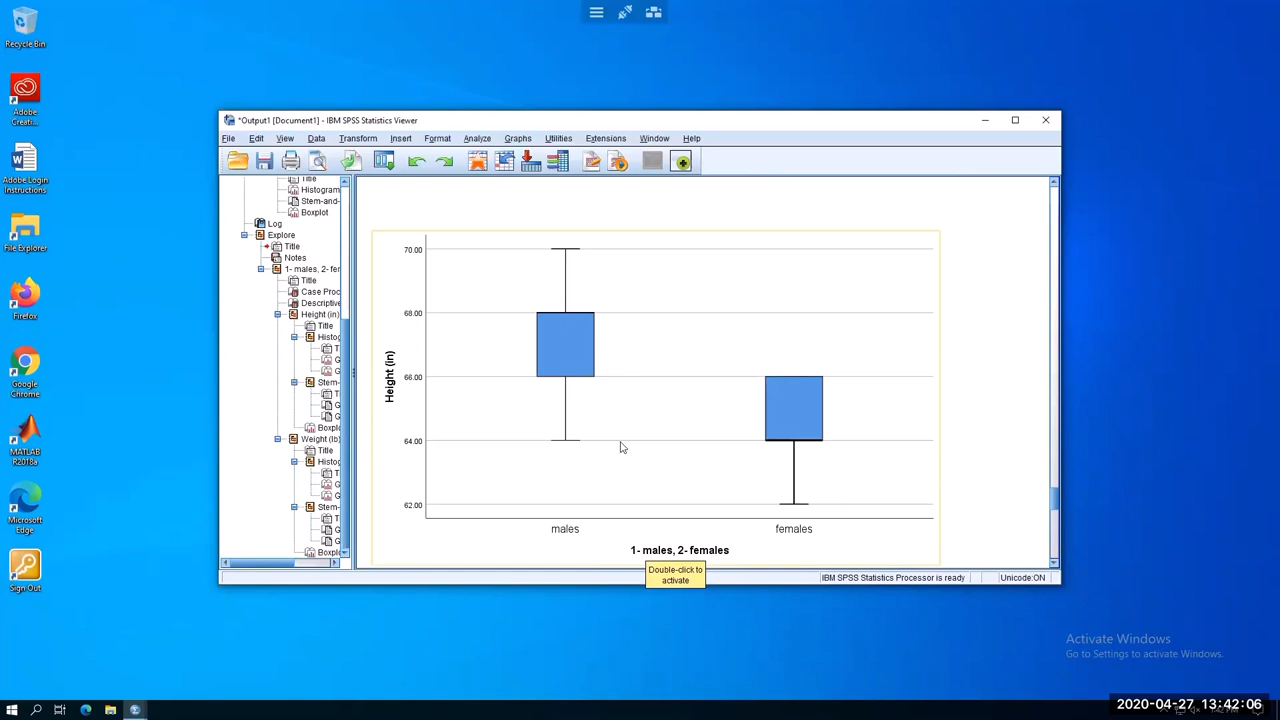 Recycle Bin
Adobe
Creati...
Adobe Login
Instructions
File Explorer
Firefox
Google
Chrome
MATLAB
R2018a
Microsoft
Edge
Sign Out
*Output1 [Document1] - IBM SPSS Statistics Viewer
File Edit View Data Transform Insert Format Analyze Graphs Utilities Extensions Window Help
Title
Histogram
Stem-and-
Boxplot
Log
Explore
Title
Notes
1- males, 2- fer
Title
Case Proc
Descriptive
Height (in)
Title
Histog
T
G
Stem-
T
G
G
Boxplo
Weight (lb)
Title
Histog
T
G
Stem-
T
G
G
Boxplo
70.00
68.00
66.00
64.00
62.00
Height (in)
males females
1- males, 2- females
Double-click to
activate
IBM SPSS Statistics Processor is ready Unicode:ON
Activate Windows
Go to Settings to activate Windows.
2020-04-27 13:42:06